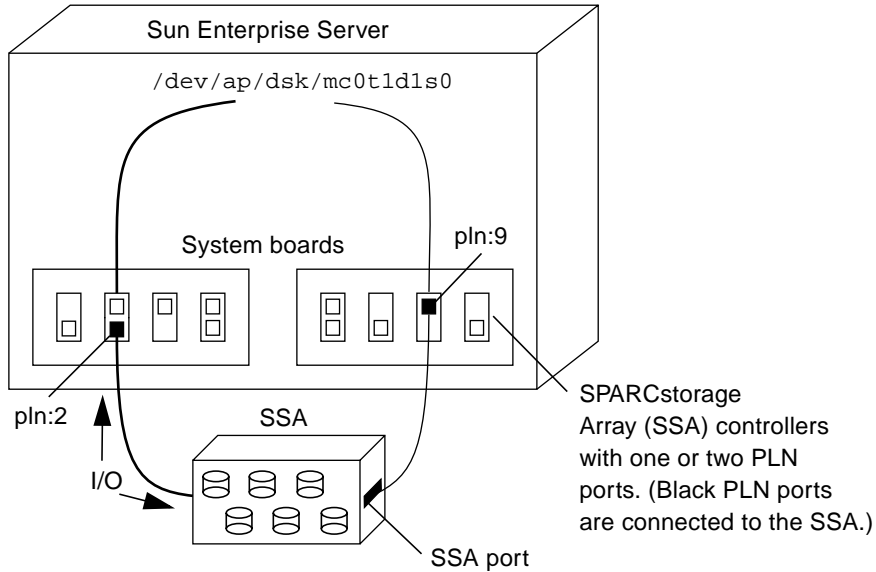 Sun Enterprise Server
/dev/ap/dsk/mc0t1d1s0
System boards
pln:9
pln:2
SSA
I/O
SPARCstorage
Array (SSA) controllers
with one or two PLN
ports. (Black PLN ports
are connected to the SSA.)
SSA port